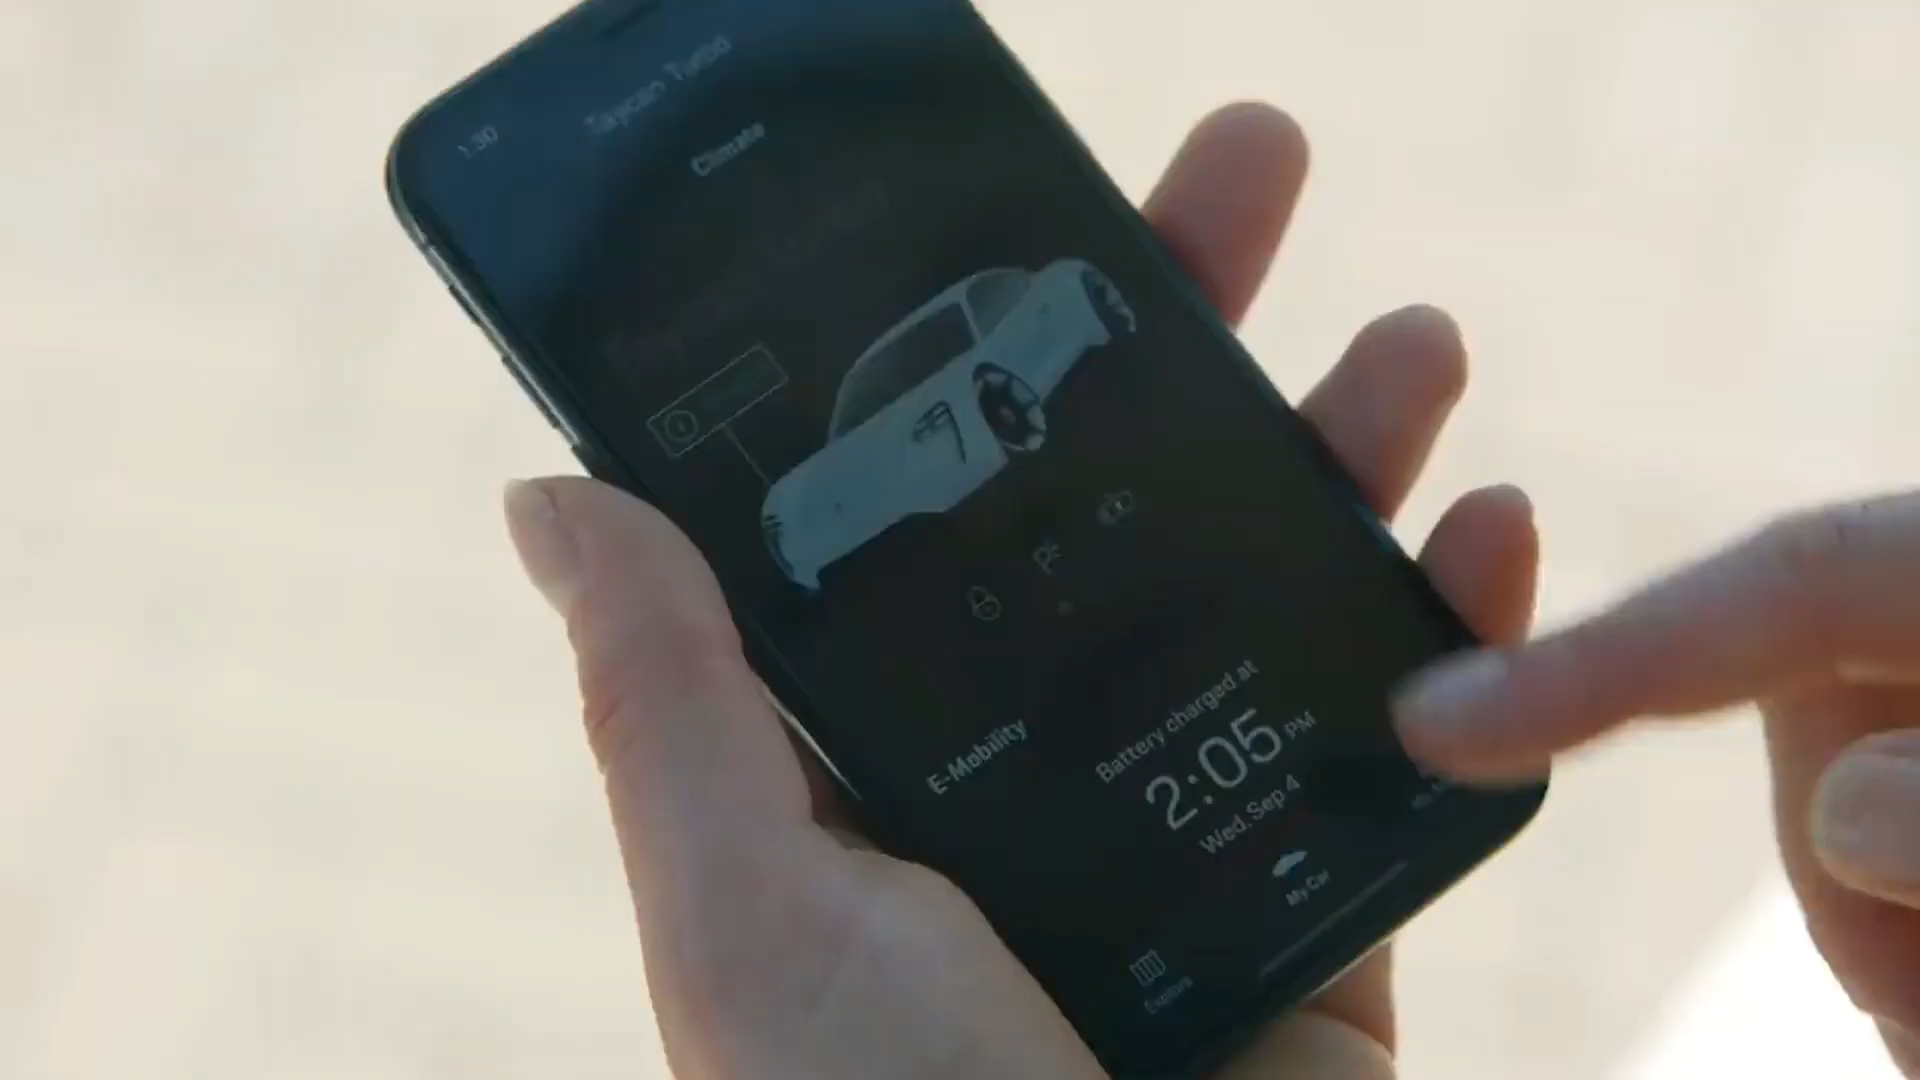 1:30
Taycan Turbo
Climate
E-Mobility
Battery charged at
2:05 PM
Wed, Sep 4
My Car
Explore